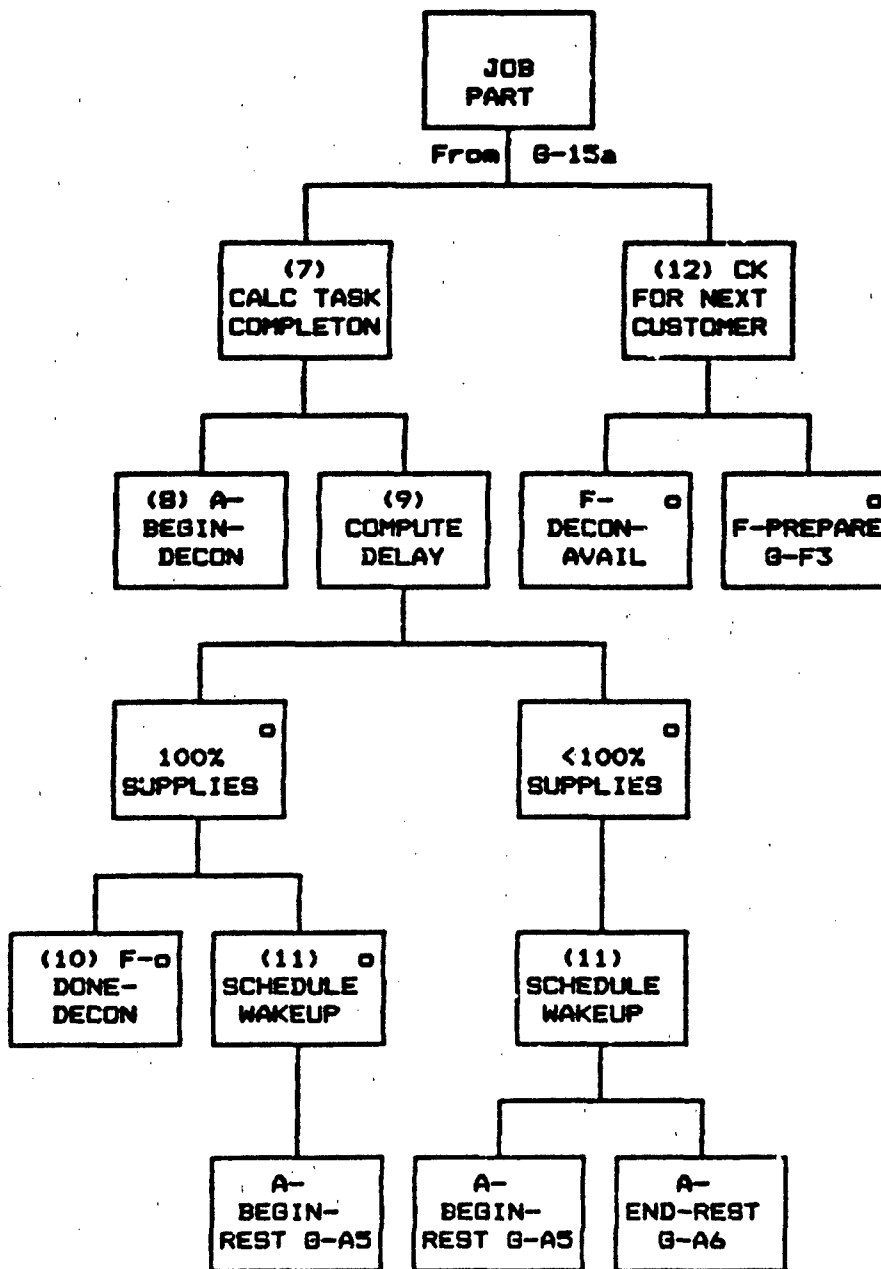 JOB
PART
From G-15a
(7)
CALC TASK
COMPLETON
(12) CK
FOR NEXT
CUSTOMER
(8) A-
BEGIN-
DECON
(9)
COMPUTE
DELAY
F- o
DECON-
AVAIL
o
F-PREPARE
G-F3
o
100%
SUPPLIES
o
<100%
SUPPLIES
(10) F-o
DONE-
DECON
(11) o
SCHEDULE
WAKEUP
(11)
SCHEDULE
WAKEUP
A-
BEGIN-
REST G-A5
A-
BEGIN-
REST G-A5
A-
END-REST
G-A6